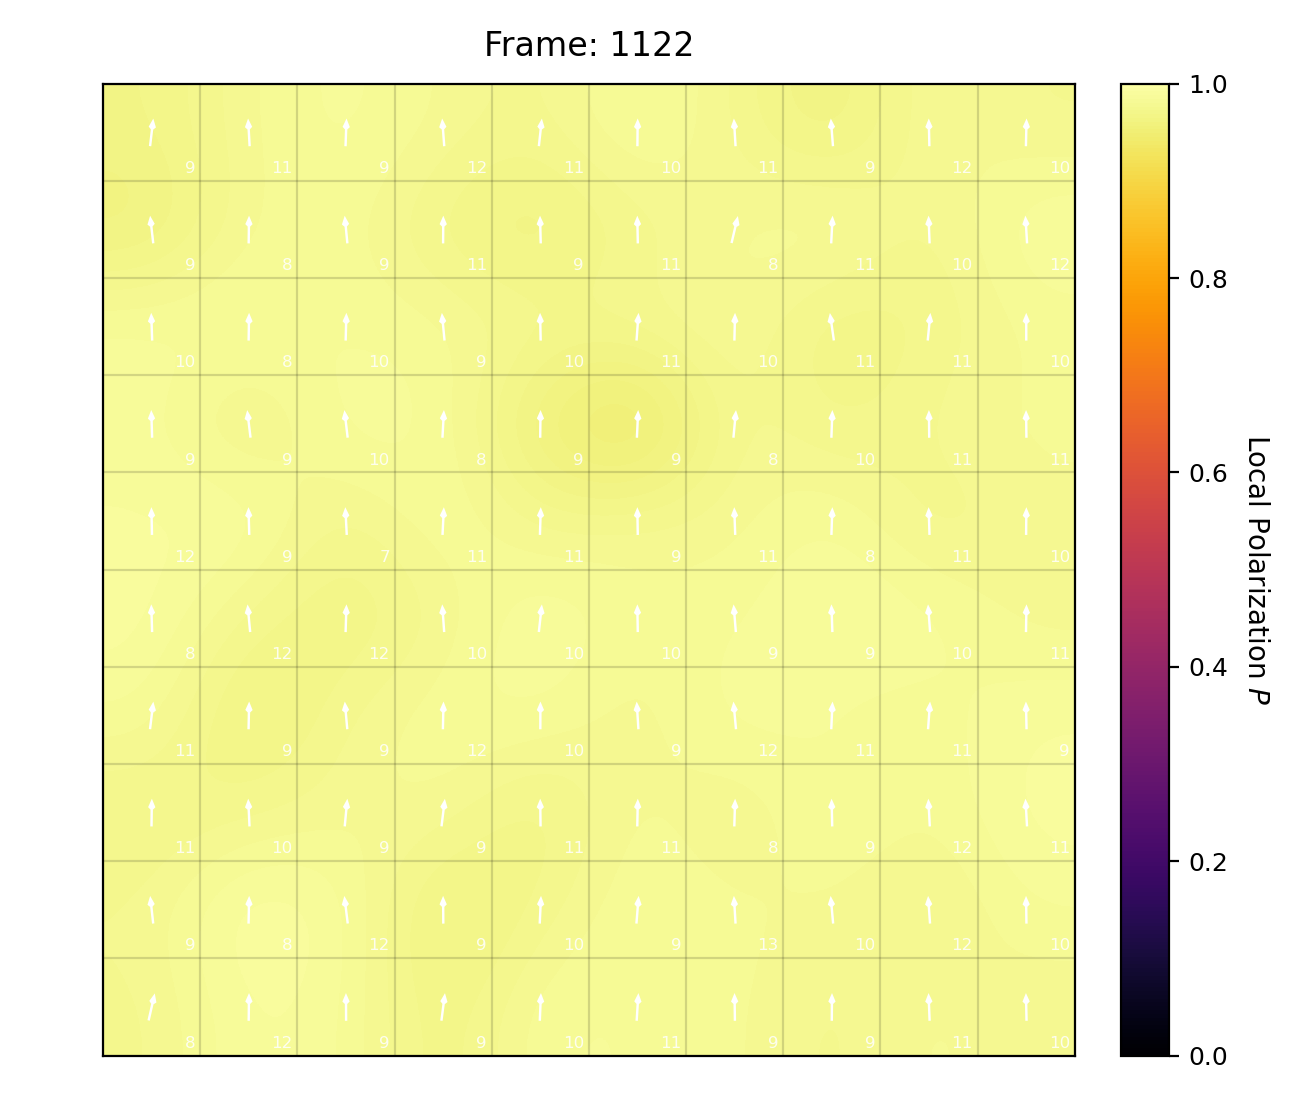 Frame: 1122
9 11 9 12 11 10 11 9 12 10
9 8 9 11 9 11 8 11 10 12
10 8 10 9 10 11 10 11 11 10
9 9 10 8 9 9 8 10 11 11
12 9 7 11 11 9 11 8 11 10
8 12 12 10 10 10 9 9 10 11
11 9 9 12 10 9 12 11 11 9
11 10 9 9 11 11 8 9 12 11
9 8 12 9 10 9 13 10 12 10
8 12 9 9 10 11 9 9 11 10
1.0
0.8
0.6
0.4
0.2
0.0
Local Polarization P